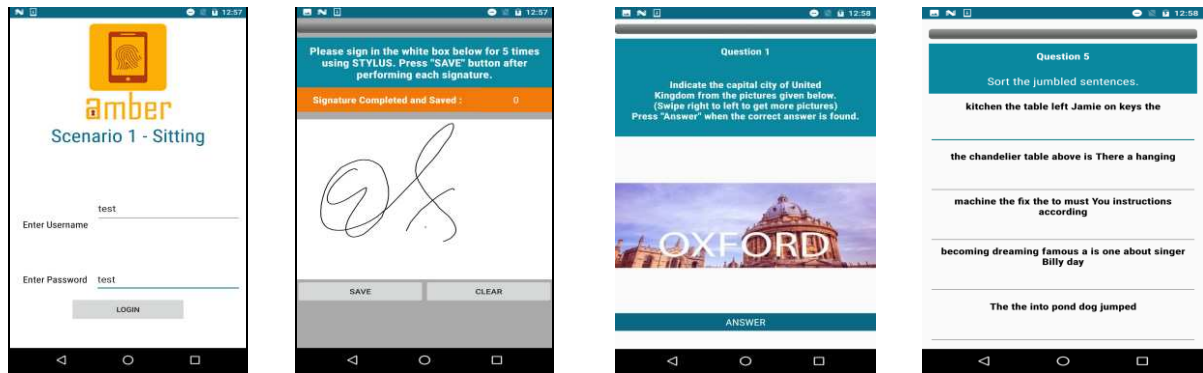 12:57
amber
Scenario 1 - Sitting
test
Enter Username
Enter Password test
LOGIN
12:57
Please sign in the white box below for 5 times
using STYLUS. Press "SAVE" button after
performing each signature.
Signature Completed and Saved : 0
SAVE CLEAR
12:58
Question 1
Indicate the capital city of United
Kingdom from the pictures given below.
(Swipe right to left to get more pictures)
Press "Answer" when the correct answer is found.
OXFORD
ANSWER
12:58
Question 5
Sort the jumbled sentences.
kitchen the table left Jamie on keys the
the chandelier table above is There a hanging
machine the fix the to must You instructions
according
becoming dreaming famous a is one about singer
Billy day
The the into pond dog jumped